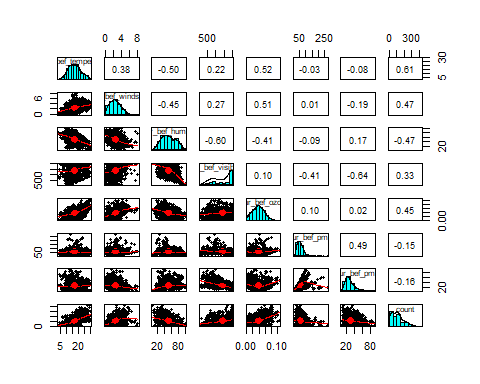 0 4 8 500 50 250 0 300
bef_tempe 0.38 -0.50 0.22 0.52 -0.03 -0.08 0.61 5 30
0 6 bef_winds -0.45 0.27 0.51 0.01 -0.19 0.47
_bef_hum -0.60 -0.41 -0.09 0.17 -0.47 20
500 bef_visib 0.10 -0.41 -0.64 0.33
ur_bef_ozo 0.10 0.02 0.45 0.00
50 ur_bef_pm 0.49 -0.15
ur_bef_pm -0.16 20
0 count
5 20 20 80 0.00 0.10 20 80